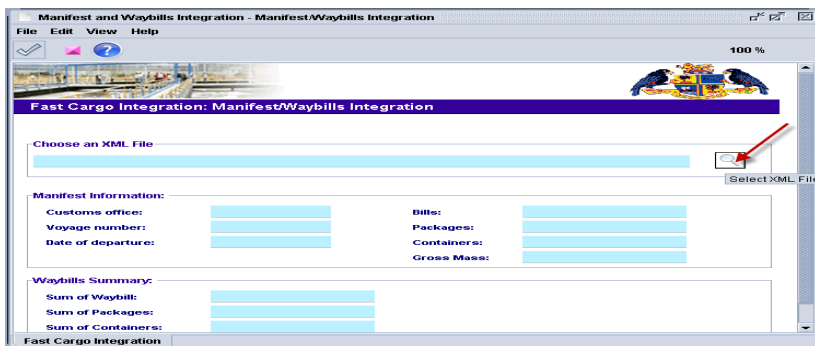 Manifest and Waybills Integration - Manifest/Waybills Integration
File Edit View Help
100 %
Fast Cargo Integration: Manifest/Waybills Integration
Choose an XML File
Select XML File
Manifest Information:
Customs office: Bills:
Voyage number: Packages:
Date of departure: Containers:
Gross Mass:
Waybills Summary:
Sum of Waybill:
Sum of Packages:
Sum of Containers:
Fast Cargo Integration